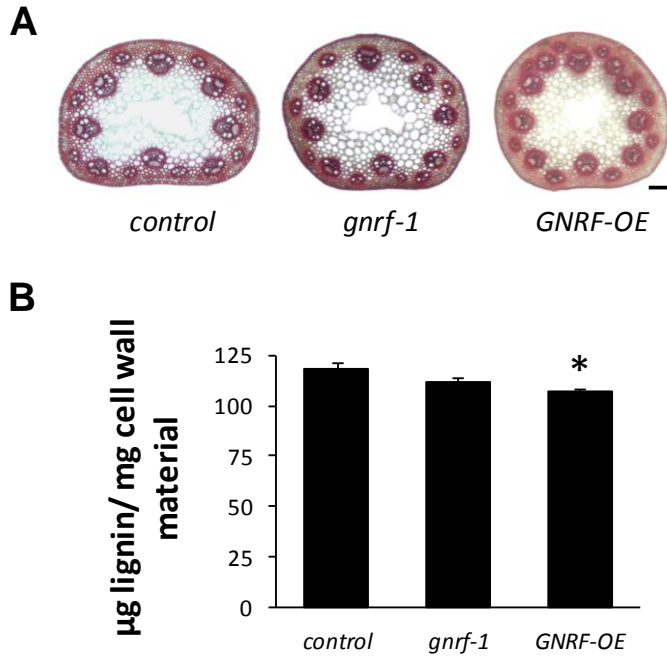 A
control gnrf-1 GNRF-OE
B
µg lignin/ mg cell wall
material
125
100
75
50
25
0
*
control gnrf-1 GNRF-OE